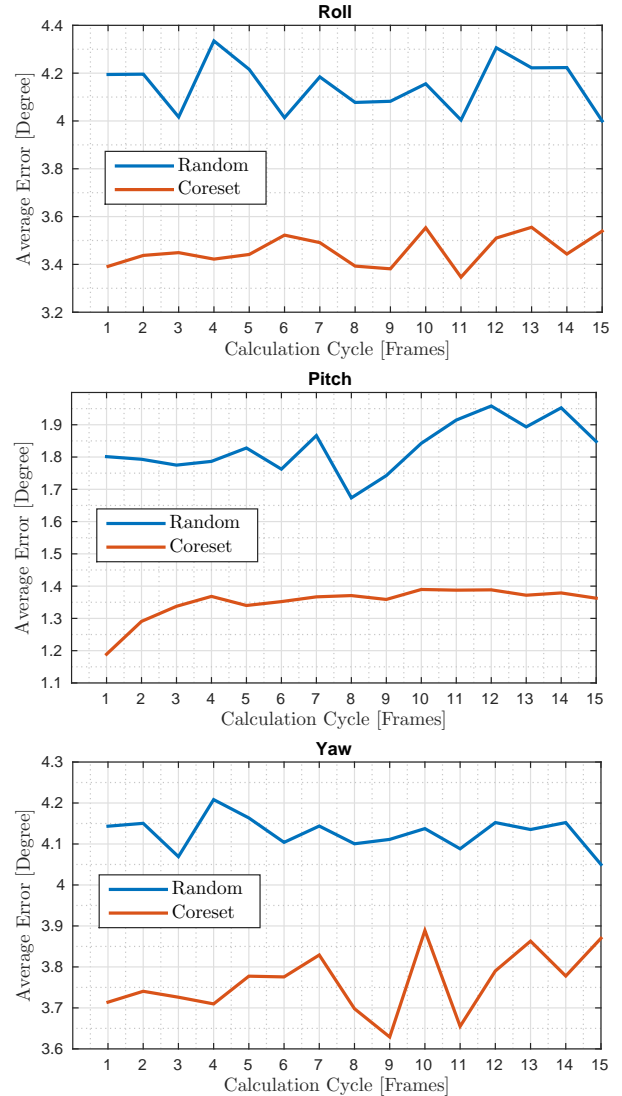 Roll
4.4
4.2
4
3.8
3.6
3.4
3.2
Average Error [Degree]
Random
Coreset
1 2 3 4 5 6 7 8 9 10 11 12 13 14 15
Calculation Cycle [Frames]
Pitch
1.9
1.8
1.7
1.6
1.5
1.4
1.3
1.2
1.1
Average Error [Degree]
Random
Coreset
1 2 3 4 5 6 7 8 9 10 11 12 13 14 15
Calculation Cycle [Frames]
Yaw
4.3
4.2
4.1
4
3.9
3.8
3.7
3.6
Average Error [Degree]
Random
Coreset
1 2 3 4 5 6 7 8 9 10 11 12 13 14 15
Calculation Cycle [Frames]